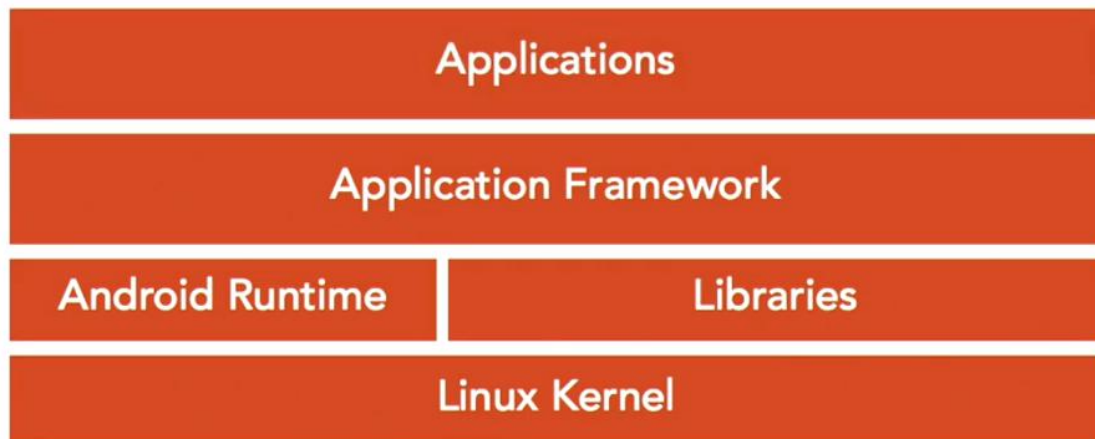 Applications
Application Framework
Android Runtime
Libraries
Linux Kernel